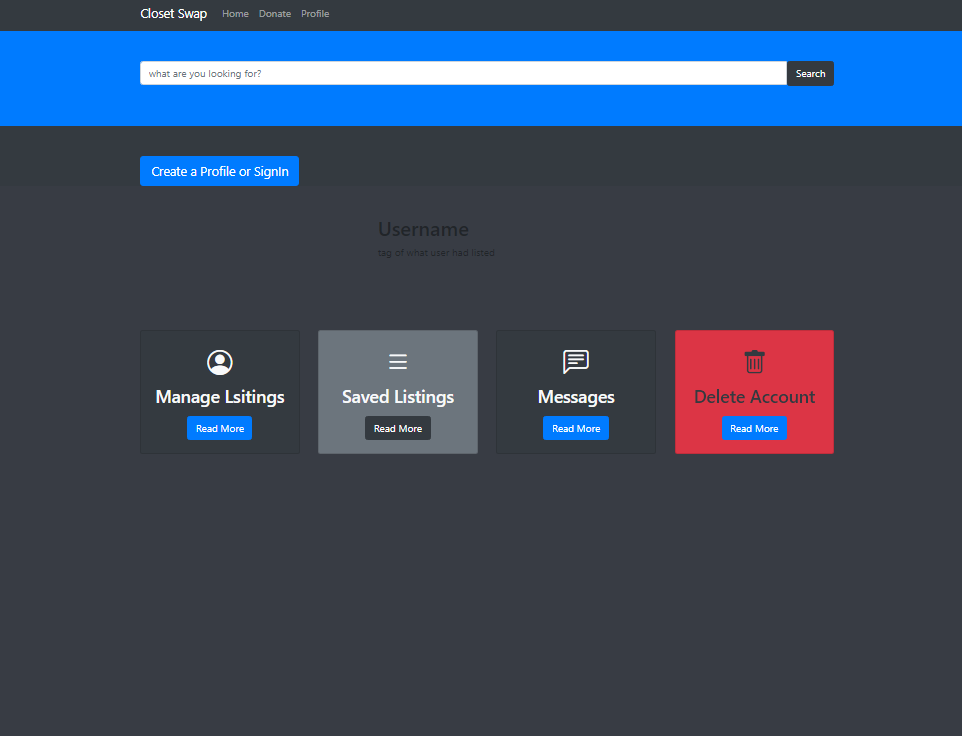 Closet Swap Home Donate Profile
what are you looking for? Search
Create a Profile or SignIn
Username
tag of what user had listed
Manage Lsitings Saved Listings Messages Delete Account
Read More Read More Read More Read More